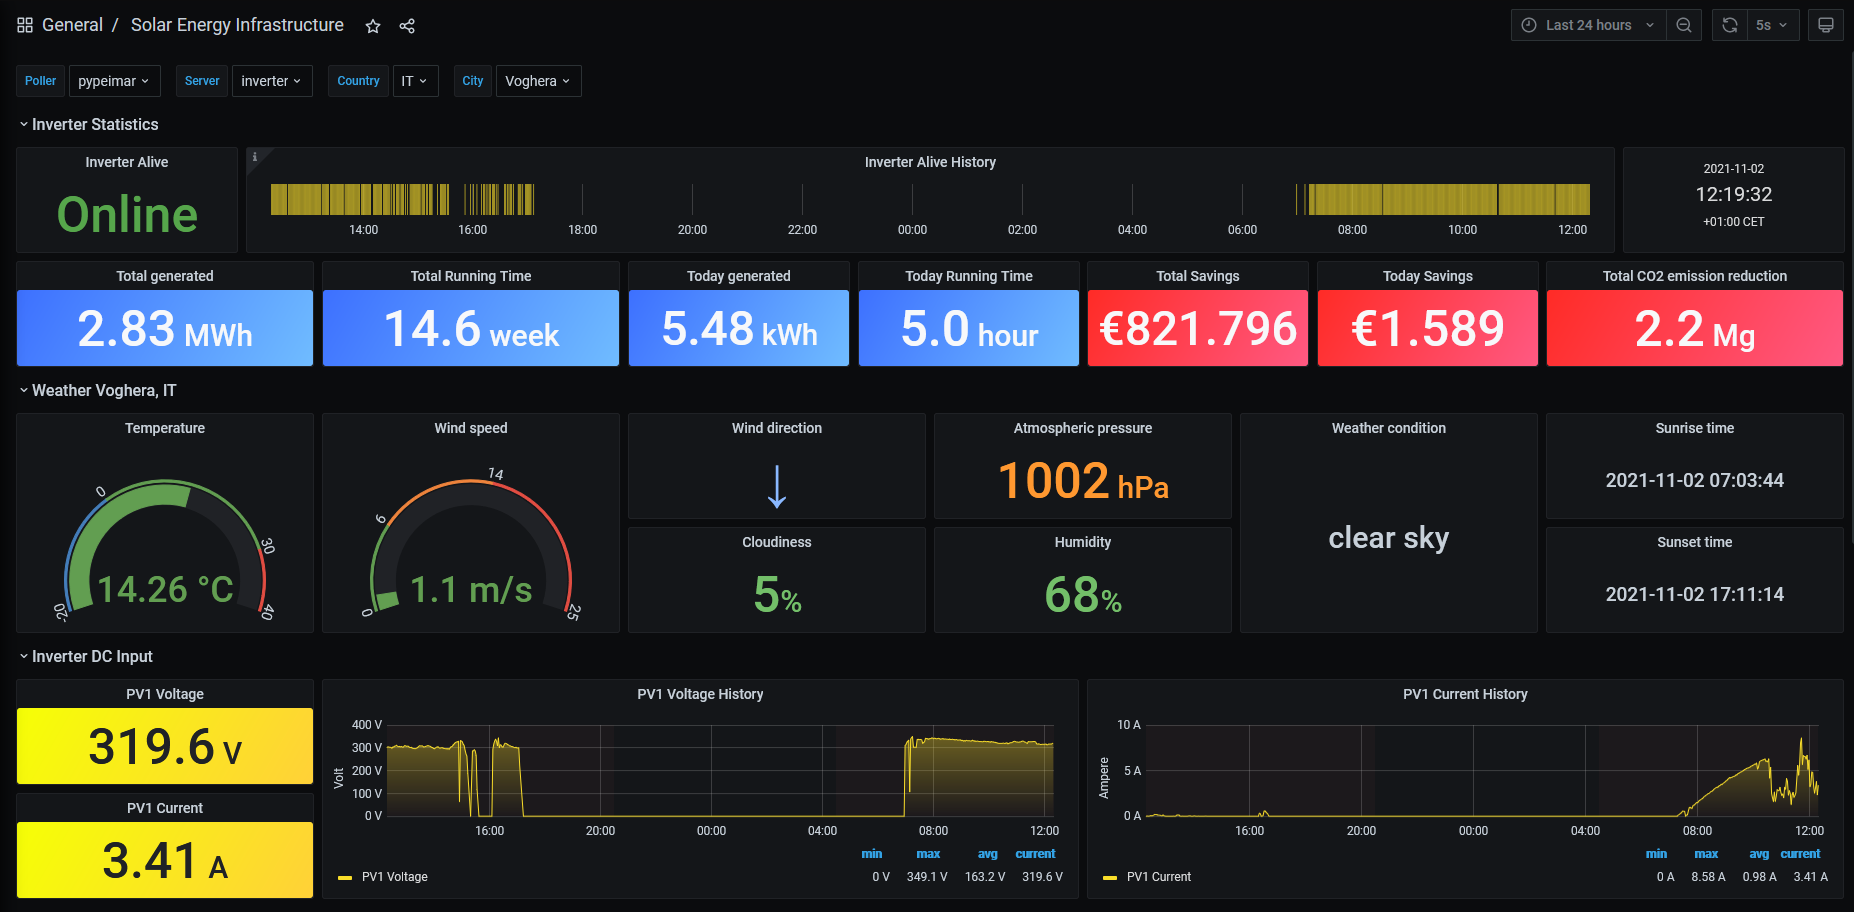 General / Solar Energy Infrastructure
Last 24 hours
5s
Poller pypeimar Server inverter Country IT City Voghera
Inverter Statistics
Inverter Alive
Online
i
Inverter Alive History
14:00 16:00 18:00 20:00 22:00 00:00 02:00 04:00 06:00 08:00 10:00 12:00
2021-11-02
12:19:32
+01:00 CET
Total generated
2.83 MWh
Total Running Time
14.6 week
Today generated
5.48 kWh
Today Running Time
5.0 hour
Total Savings
€821.796
Today Savings
€1.589
Total CO2 emission reduction
2.2 Mg
Weather Voghera, IT
Temperature
-20
0
30
40
14.26 °C
Wind speed
0
6
14
25
1.1 m/s
Wind direction
↓
Atmospheric pressure
1002 hPa
Cloudiness
5%
Humidity
68%
Weather condition
clear sky
Sunrise time
2021-11-02 07:03:44
Sunset time
2021-11-02 17:11:14
Inverter DC Input
PV1 Voltage
319.6 V
PV1 Current
3.41 A
PV1 Voltage History
Volt
400 V
300 V
200 V
100 V
0 V
16:00 20:00 00:00 04:00 08:00 12:00
min max avg current
PV1 Voltage 0 V 349.1 V 163.2 V 319.6 V
PV1 Current History
Ampere
10 A
5 A
0 A
16:00 20:00 00:00 04:00 08:00 12:00
min max avg current
PV1 Current 0 A 8.58 A 0.98 A 3.41 A